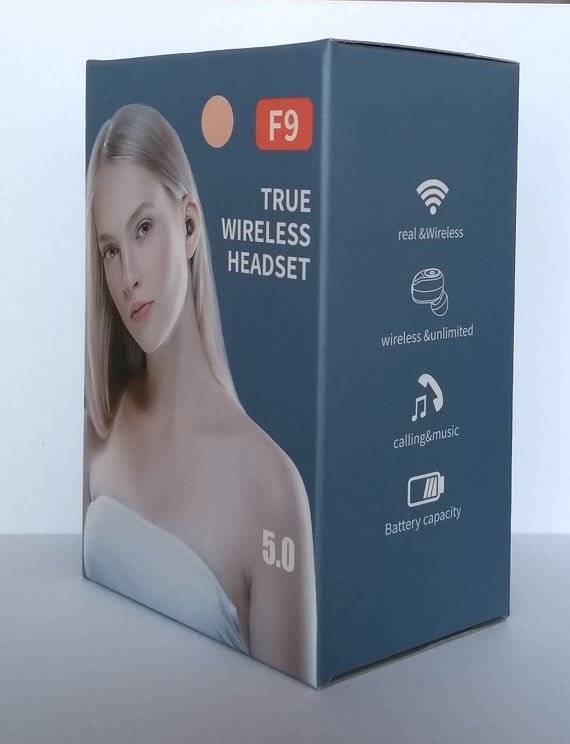 F9
TRUE
WIRELESS
HEADSET
5.0
real &Wireless
wireless &unlimited
calling&music
Battery capacity